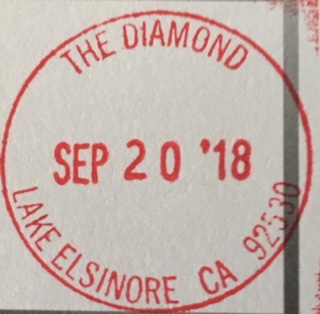 THE DIAMOND
SEP 20 '18
LAKE ELSINORE CA 92530